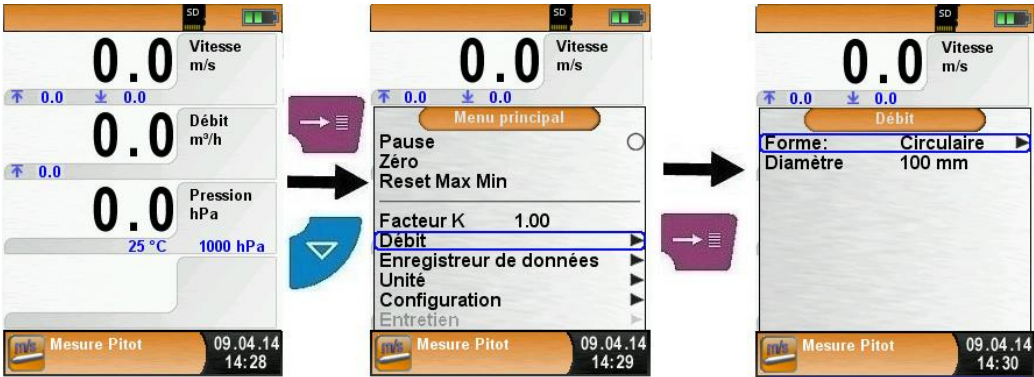 SD
0.0 Vitesse
m/s
0.0 0.0
0.0 Débit
m³/h
0.0
0.0 Pression
hPa
25 °C 1000 hPa
Mesure Pitot 09.04.14
14:28
SD
0.0 Vitesse
m/s
0.0 0.0
Menu principal
Pause
Zéro
Reset Max Min
Facteur K 1.00
Débit
Enregistreur de données
Unité
Configuration
Entretien
Mesure Pitot 09.04.14
14:29
SD
0.0 Vitesse
m/s
0.0 0.0
Débit
Forme: Circulaire
Diamètre 100 mm
Mesure Pitot 09.04.14
14:30